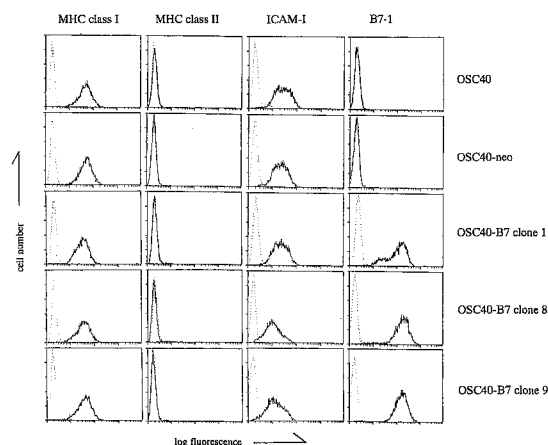 MHC class I MHC class II ICAM-I B7-1
OSC40
OSC40-neo
OSC40-B7 clone 1
OSC40-B7 clone 8
OSC40-B7 clone 9
cell number
log fluorescence